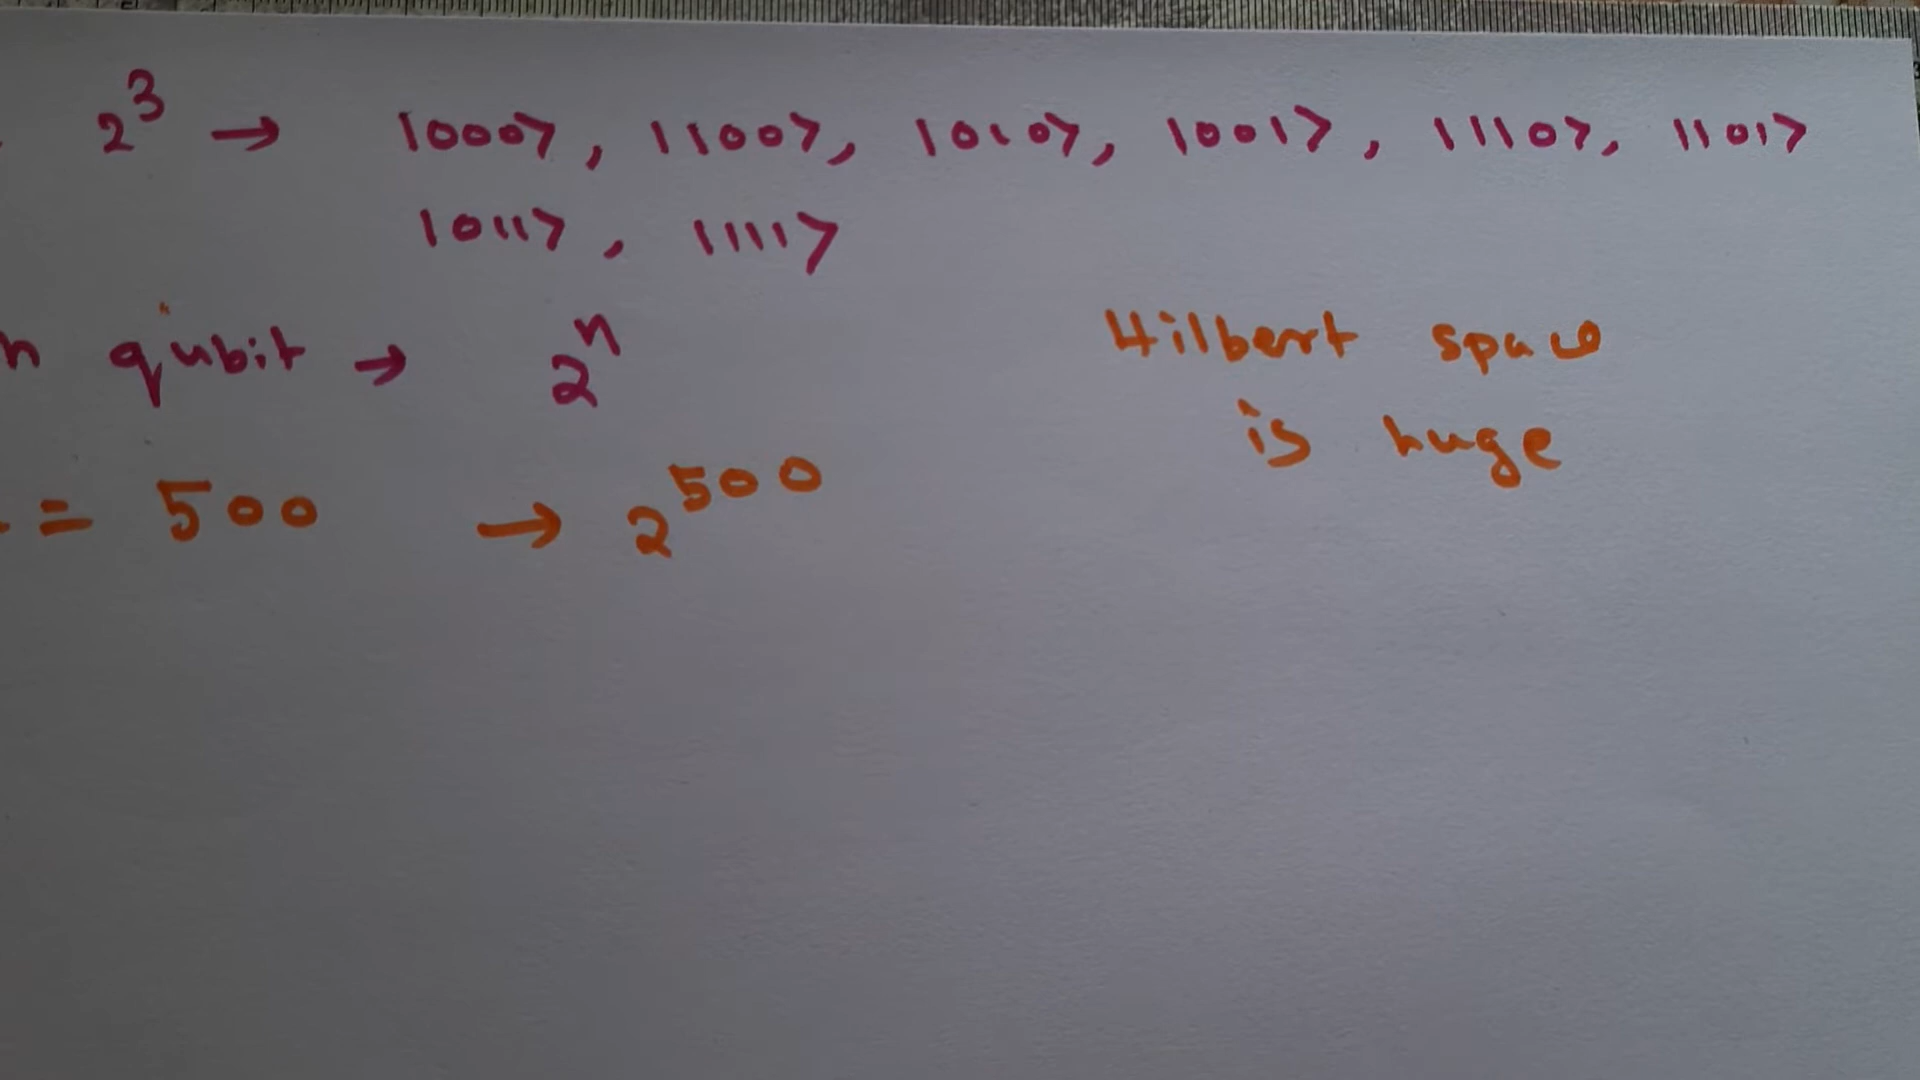 2³ → |000⟩, |100⟩, |010⟩, |001⟩, |110⟩, |101⟩
|011⟩, |111⟩
n qubit → 2ⁿ
Hilbert space
is huge
= 500 → 2⁵⁰⁰